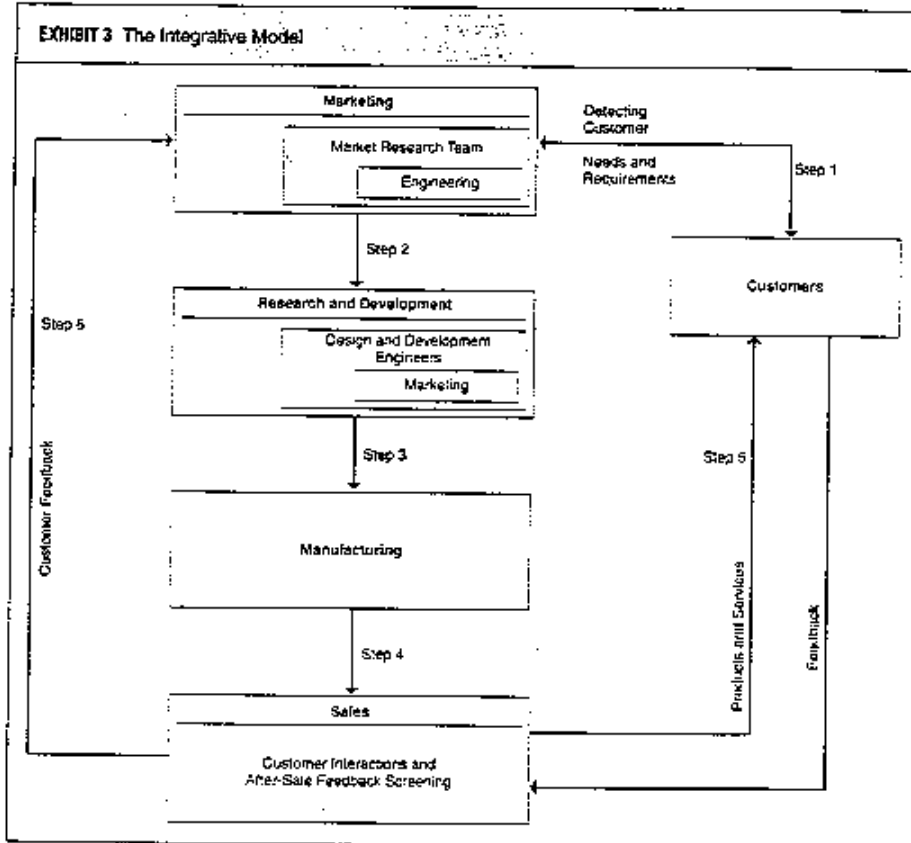 EXHIBIT 3 The Integrative Model
Marketing
Market Research Team
Engineering
Detecting
Customer
Needs and
Requirements
Step 1
Step 2
Customers
Research and Development
Design and Development
Engineers
Marketing
Step 5
Step 3
Step 5
Customer Feedback
Manufacturing
Products and Services
Feedback
Step 4
Sales
Customer Interactions and
After-Sale Feedback Screening